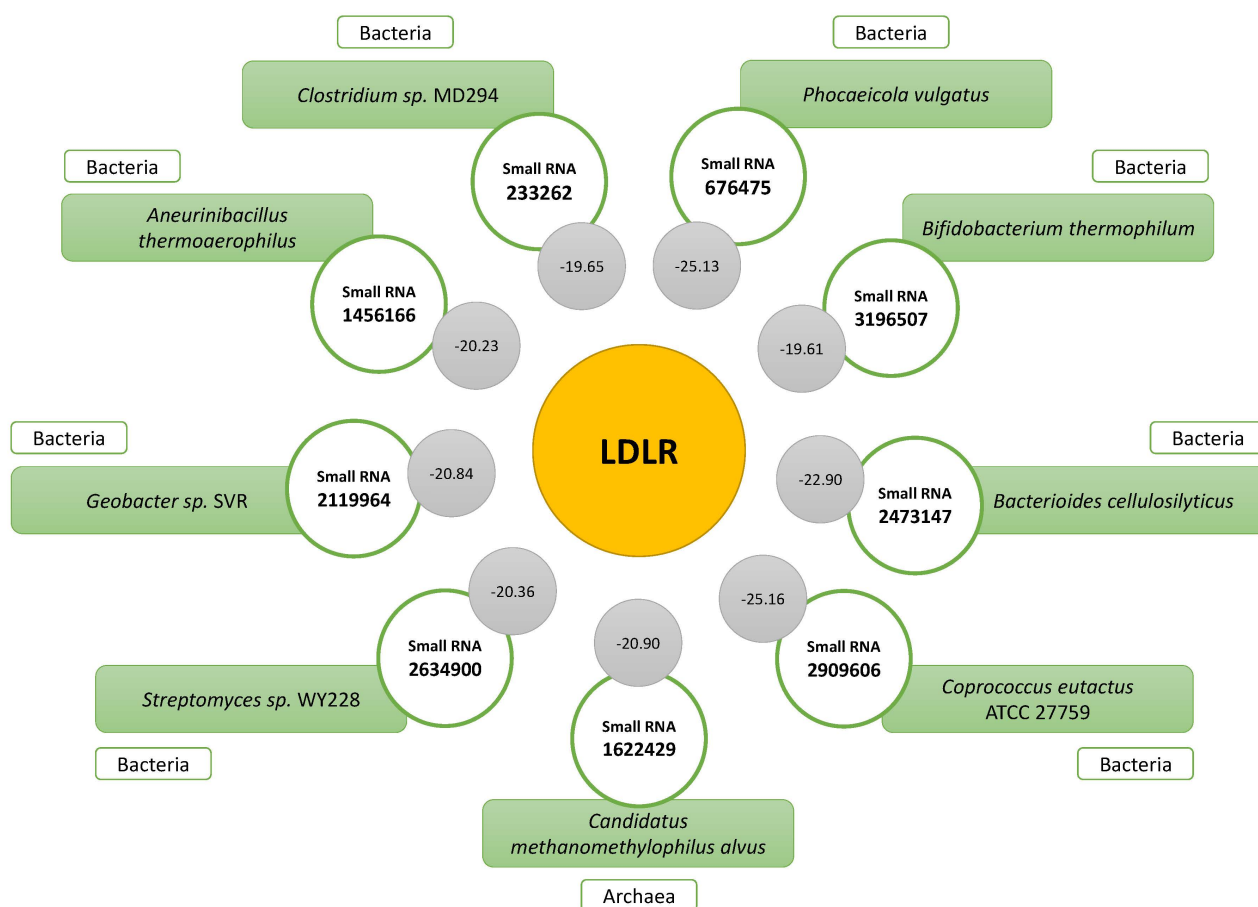 Bacteria
Clostridium sp. MD294
Small RNA
233262
-19.65
Bacteria
Phocaeicola vulgatus
Small RNA
676475
-25.13
Bacteria
Aneurinibacillus
thermoaerophilus
Small RNA
1456166
-20.23
Bacteria
Bifidobacterium thermophilum
Small RNA
3196507
-19.61
LDLR
Bacteria
Geobacter sp. SVR
Small RNA
2119964
-20.84
Bacteria
Bacterioides cellulosilyticus
Small RNA
2473147
-22.90
Streptomyces sp. WY228
Small RNA
2634900
-20.36
Bacteria
-20.90
Small RNA
1622429
Candidatus
methanomethylophilus alvus
Archaea
-25.16
Small RNA
2909606
Coprococcus eutactus
ATCC 27759
Bacteria